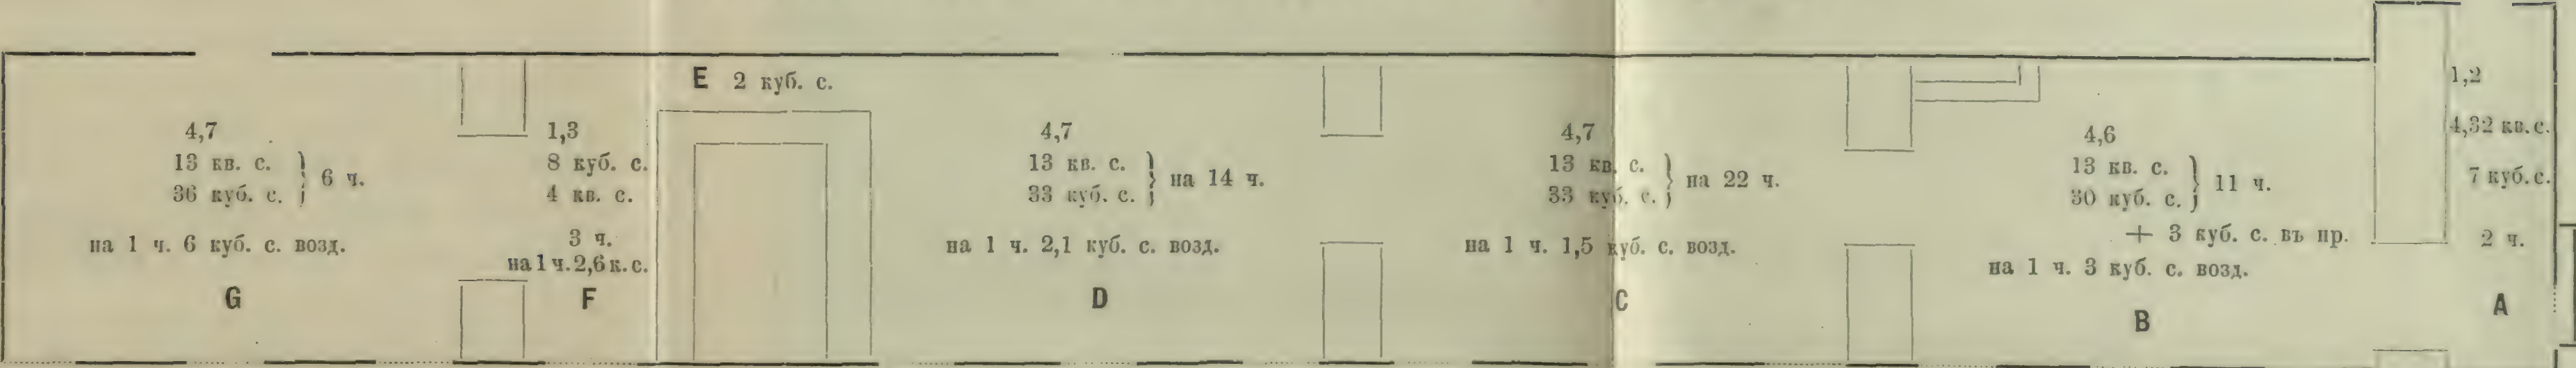 4,7
13 кв. с.
36 куб. с.
6 ч.
на 1 ч. 6 куб. с. возд.
G
1,3
8 куб. с.
4 кв. с.
3 ч.
на 1 ч. 2,6 к. с.
F
E 2 куб. с.
4,7
13 кв. с.
33 куб. с.
на 14 ч.
на 1 ч. 2,1 куб. с. возд.
D
4,7
13 кв. с.
33 куб. с.
на 22 ч.
на 1 ч. 1,5 куб. с. возд.
C
4,6
13 кв. с.
30 куб. с.
11 ч.
+ 3 куб. с. въ пр.
на 1 ч. 3 куб. с. возд.
B
1,2
4,32 кв. с.
7 куб. с.
2 ч.
A